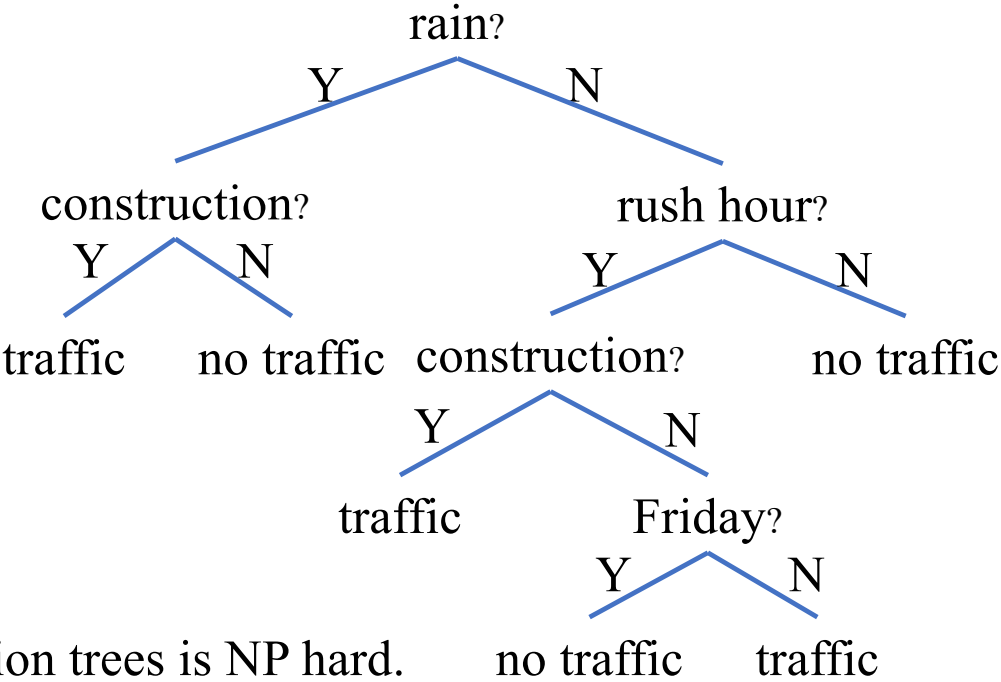 rain?
Y N
construction? rush hour?
Y N Y N
traffic no traffic construction? no traffic
Y N
traffic Friday?
Y N
ion trees is NP hard. no traffic traffic